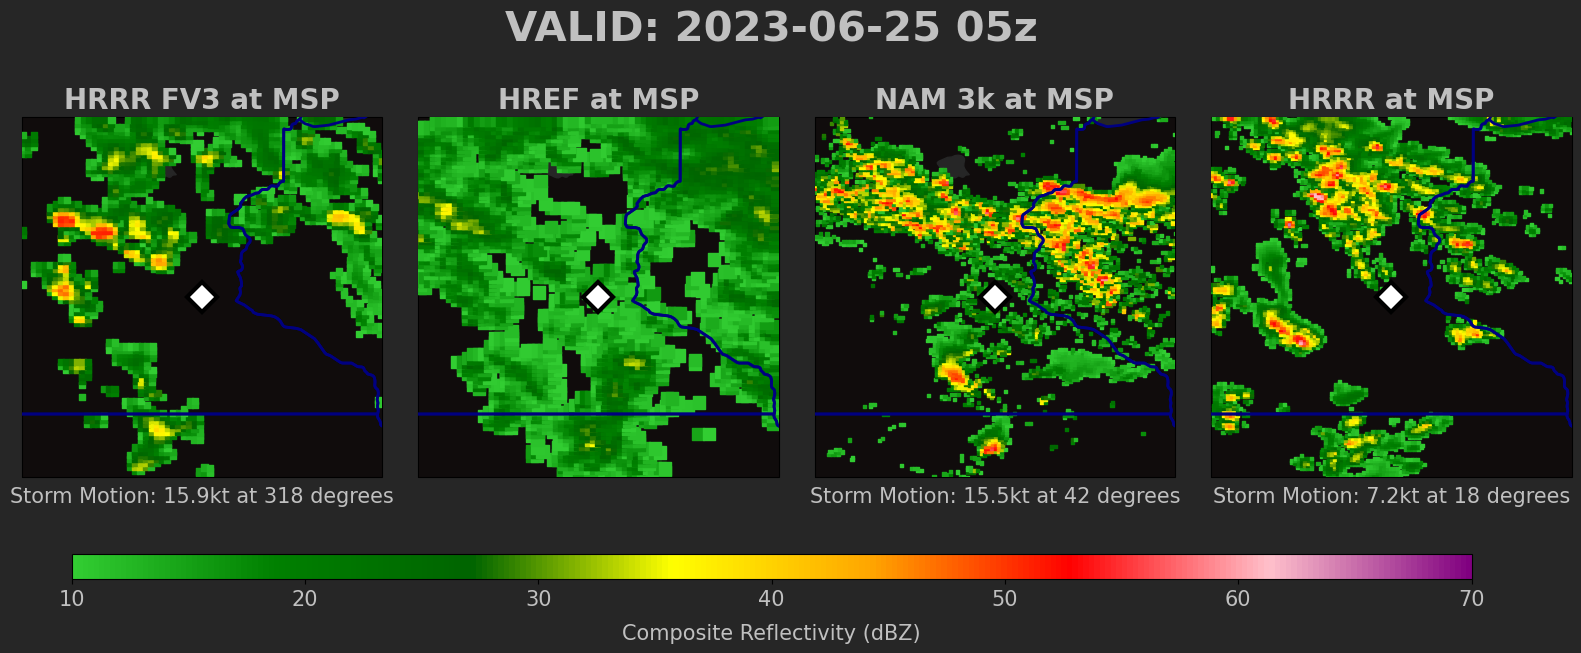 VALID: 2023-06-25 05z
HRRR FV3 at MSP
HREF at MSP
NAM 3k at MSP
HRRR at MSP
Storm Motion: 15.9kt at 318 degrees
Storm Motion: 15.5kt at 42 degrees
Storm Motion: 7.2kt at 18 degrees
10 20 30 40 50 60 70
Composite Reflectivity (dBZ)